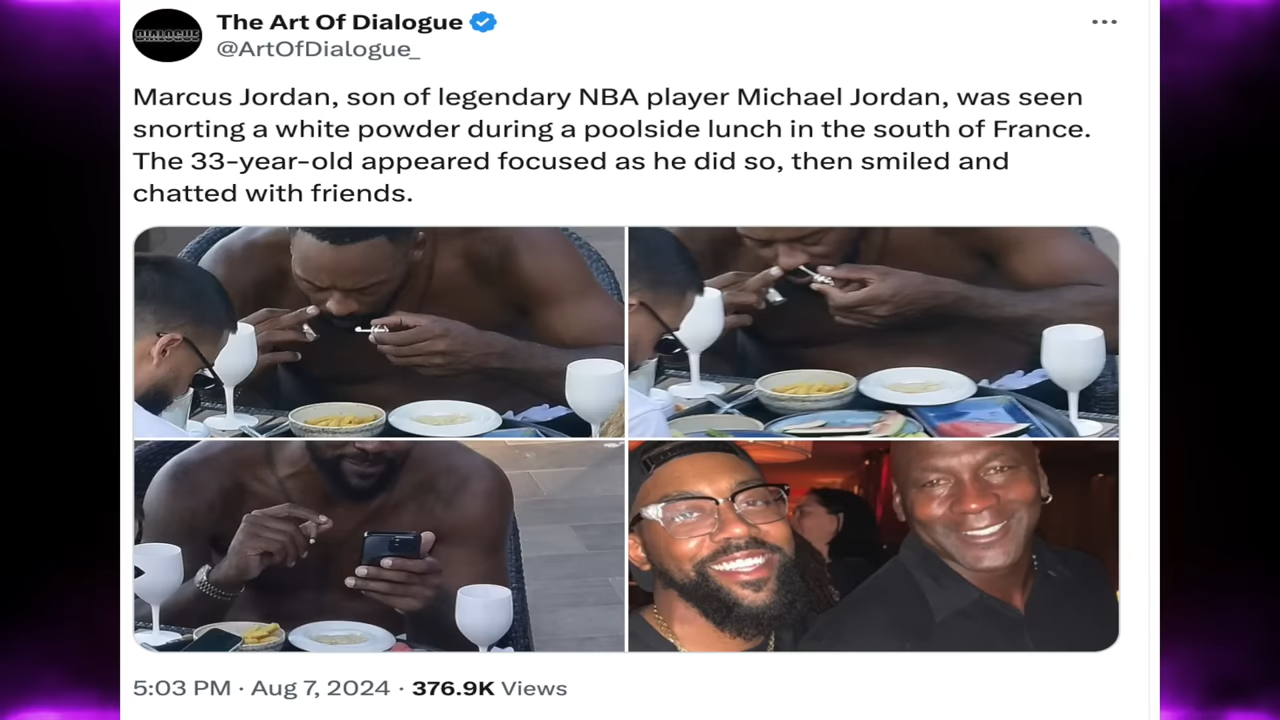 The Art Of Dialogue
DIALOGUE
@ArtOfDialogue_
Marcus Jordan, son of legendary NBA player Michael Jordan, was seen
snorting a white powder during a poolside lunch in the south of France.
The 33-year-old appeared focused as he did so, then smiled and
chatted with friends.
5:03 PM · Aug 7, 2024 · 376.9K Views